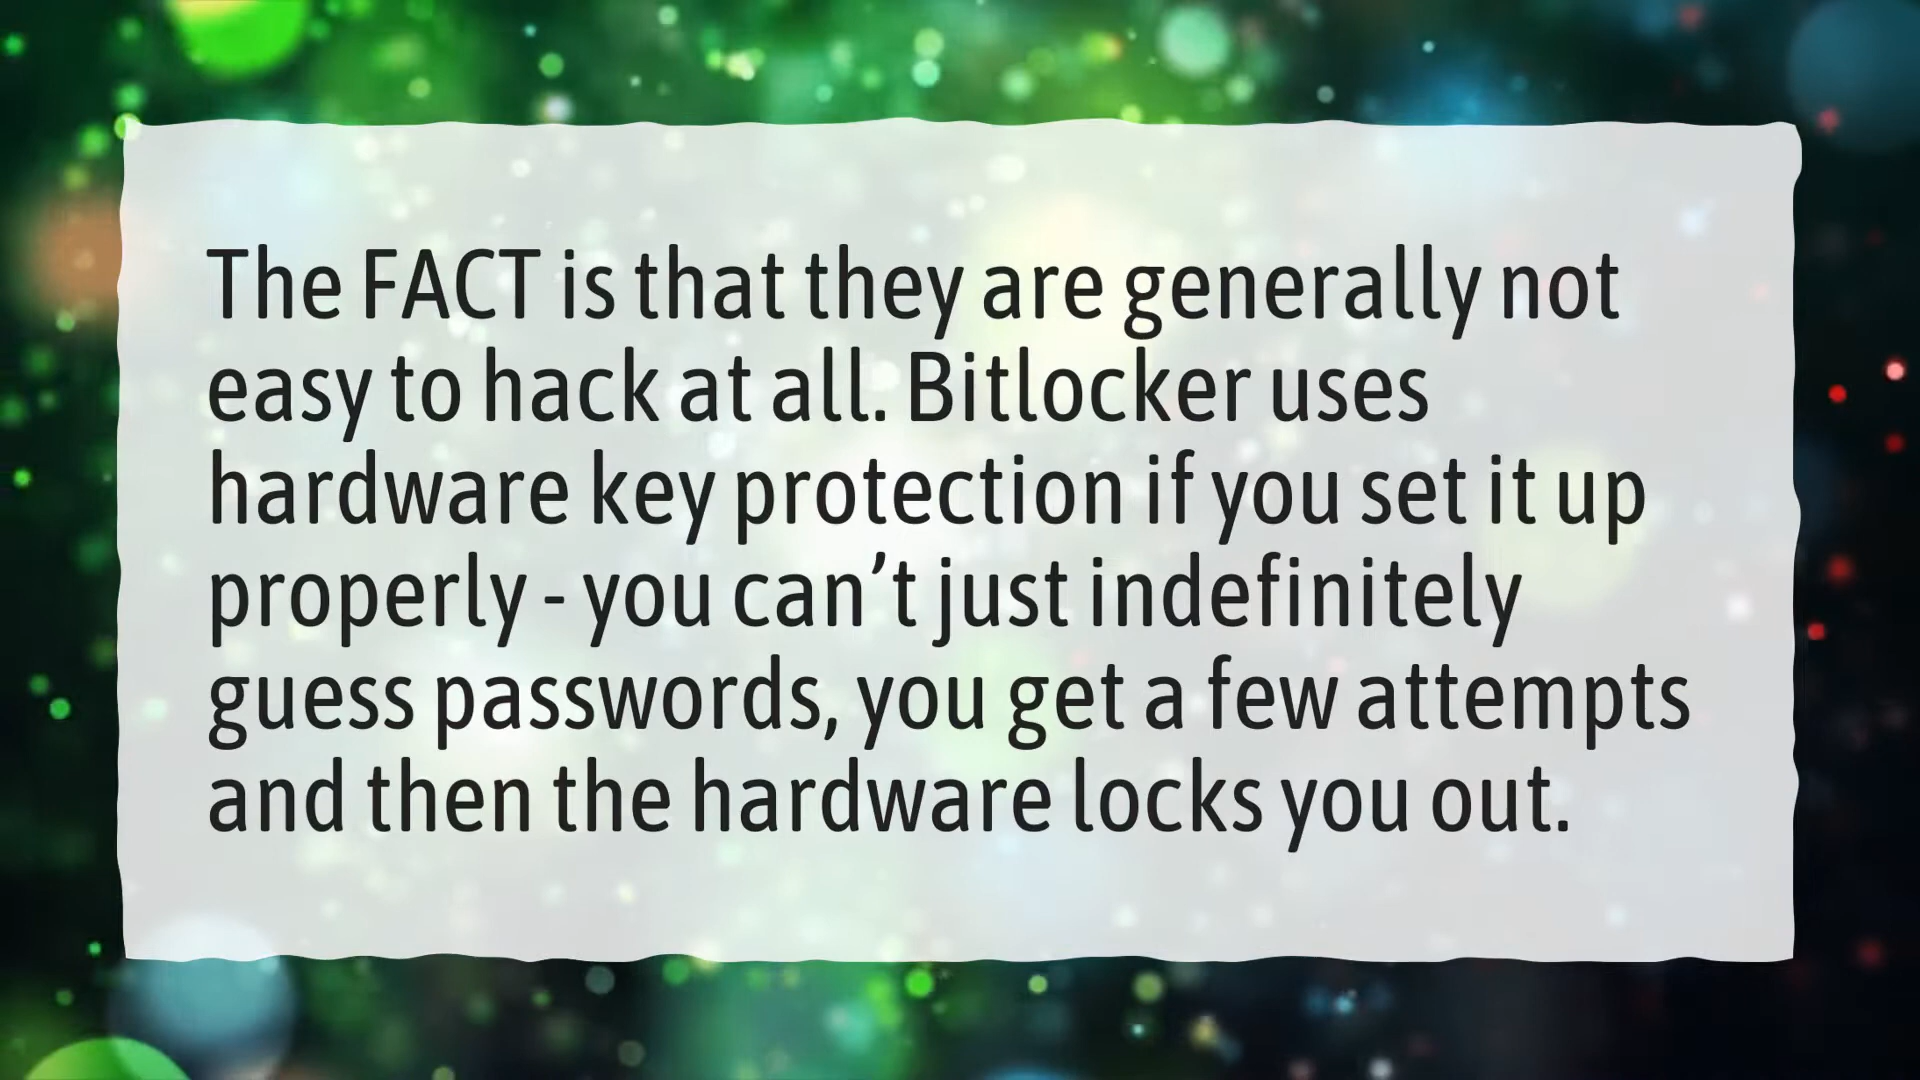 The FACT is that they are generally not
easy to hack at all. Bitlocker uses
hardware key protection if you set it up
properly - you can’t just indefinitely
guess passwords, you get a few attempts
and then the hardware locks you out.